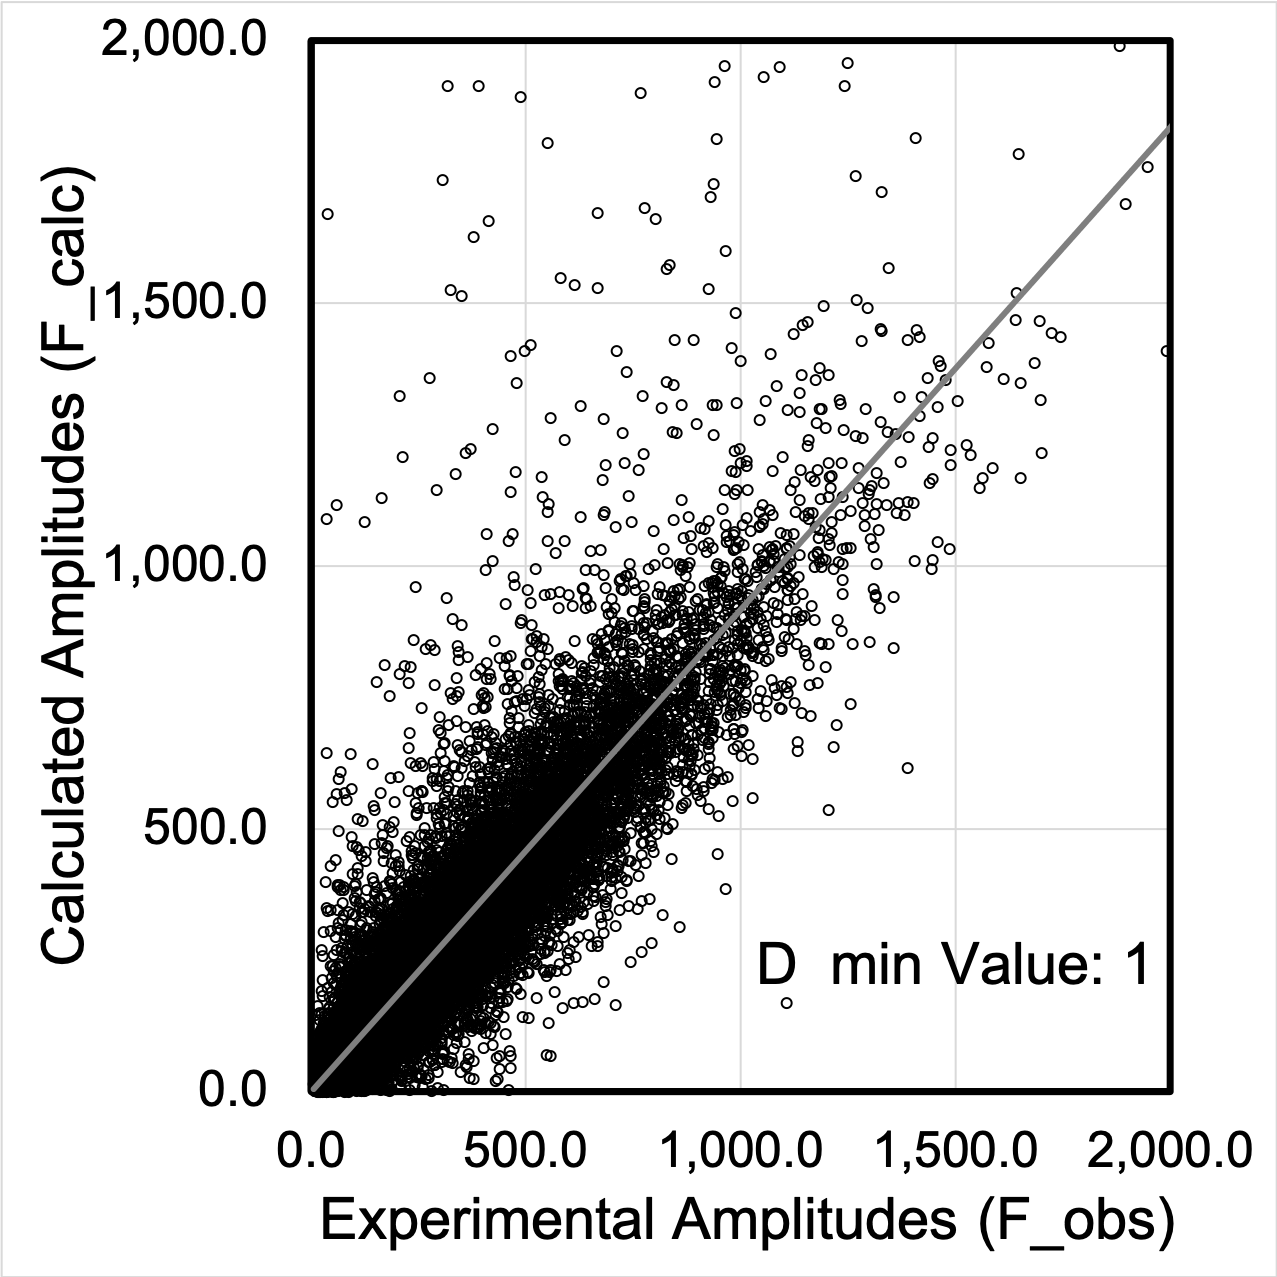 2,000.0
1,500.0
1,000.0
500.0
0.0
Calculated Amplitudes (F_calc)
D  min Value: 1
0.0 500.0 1,000.0 1,500.0 2,000.0
Experimental Amplitudes (F_obs)